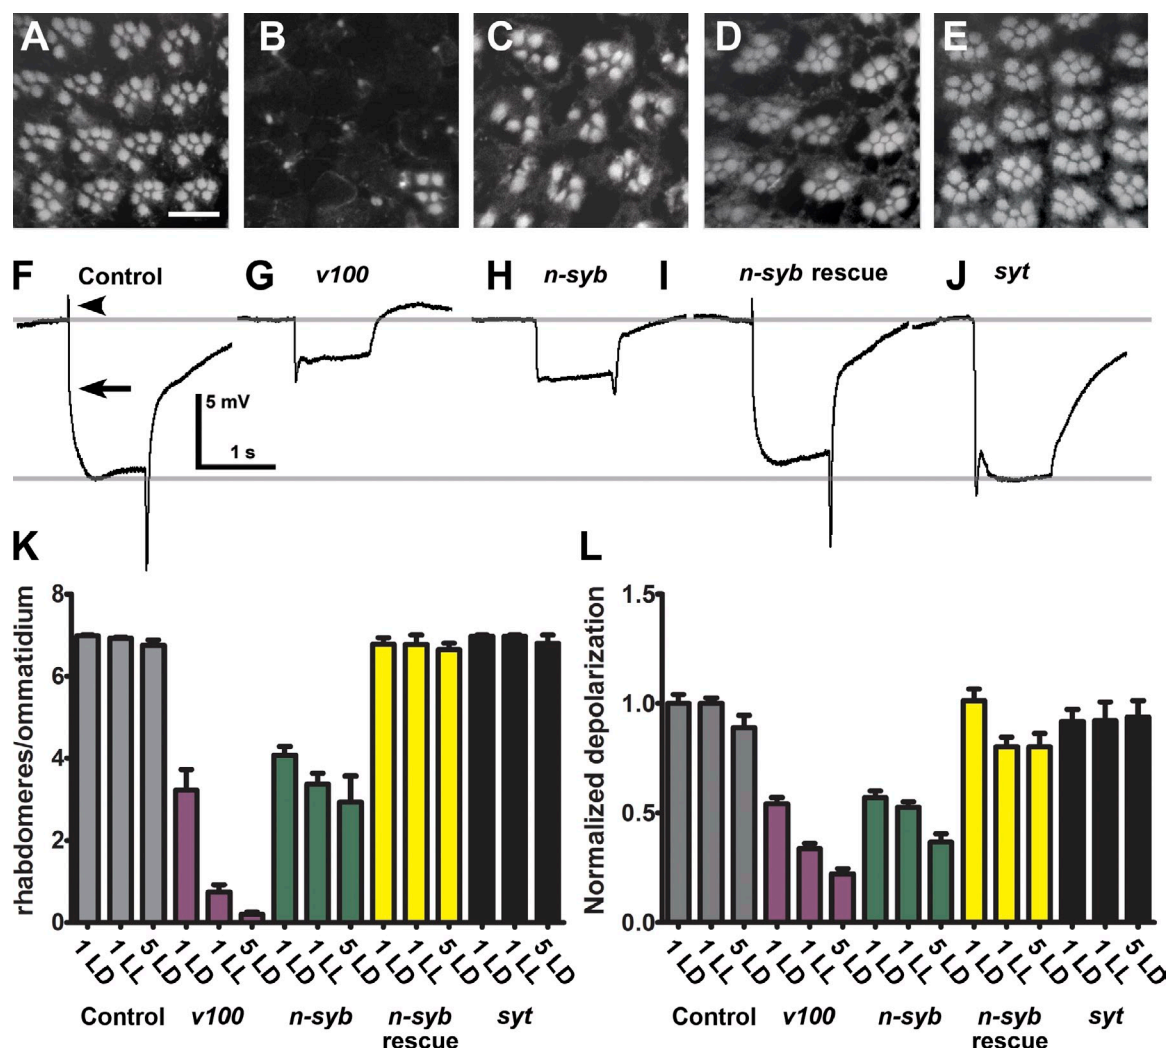 A B C D E
F Control G v100 H n-syb I n-syb rescue J syt
5 mV
1 s
K L
rhabdomeres/ommatidium
8
6
4
2
0
1 LD 1 LL 5 LD 1 LD 1 LL 5 LD 1 LD 1 LL 5 LD 1 LD 1 LL 5 LD 1 LD 1 LL 5 LD
Control v100 n-syb n-syb syt
rescue
Normalized depolarization
1.5
1.0
0.5
0.0
1 LD 1 LL 5 LD 1 LD 1 LL 5 LD 1 LD 1 LL 5 LD 1 LD 1 LL 5 LD 1 LD 1 LL 5 LD
Control v100 n-syb n-syb syt
rescue